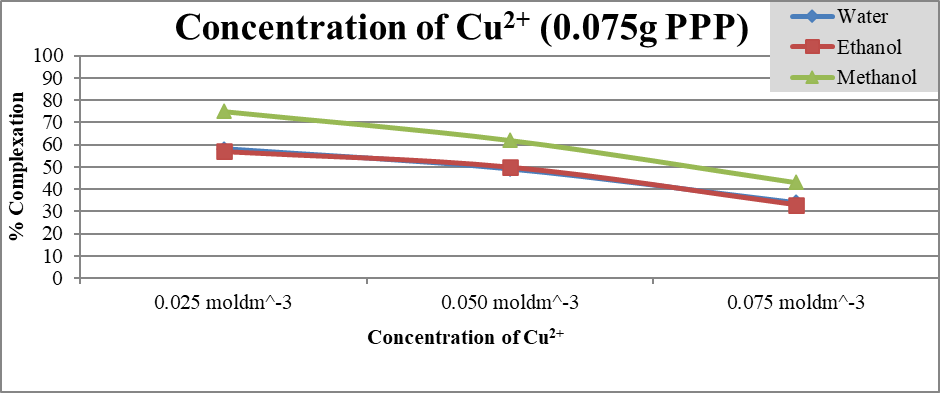 Concentration of Cu²⁺ (0.075g PPP)
Water
Ethanol
Methanol
% Complexation
100
90
80
70
60
50
40
30
20
10
0
0.025 moldm^-3
0.050 moldm^-3
0.075 moldm^-3
Concentration of Cu²⁺